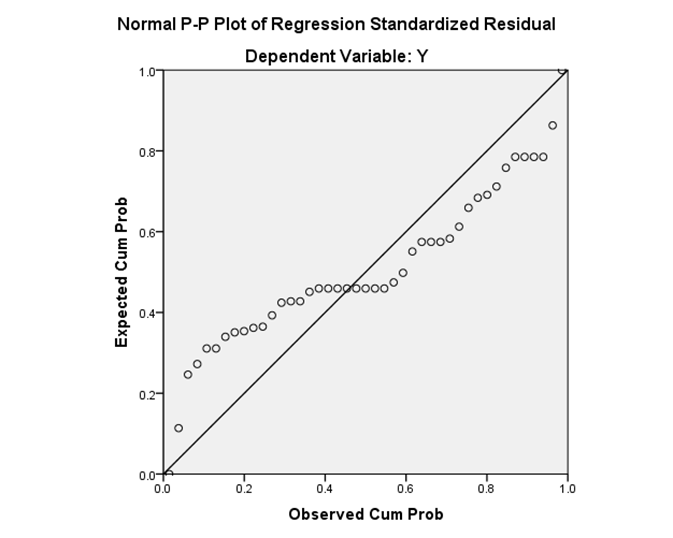 Normal P-P Plot of Regression Standardized Residual
Dependent Variable: Y
1.0
0.8
0.6
0.4
0.2
0.0
Expected Cum Prob
0.0 0.2 0.4 0.6 0.8 1.0
Observed Cum Prob